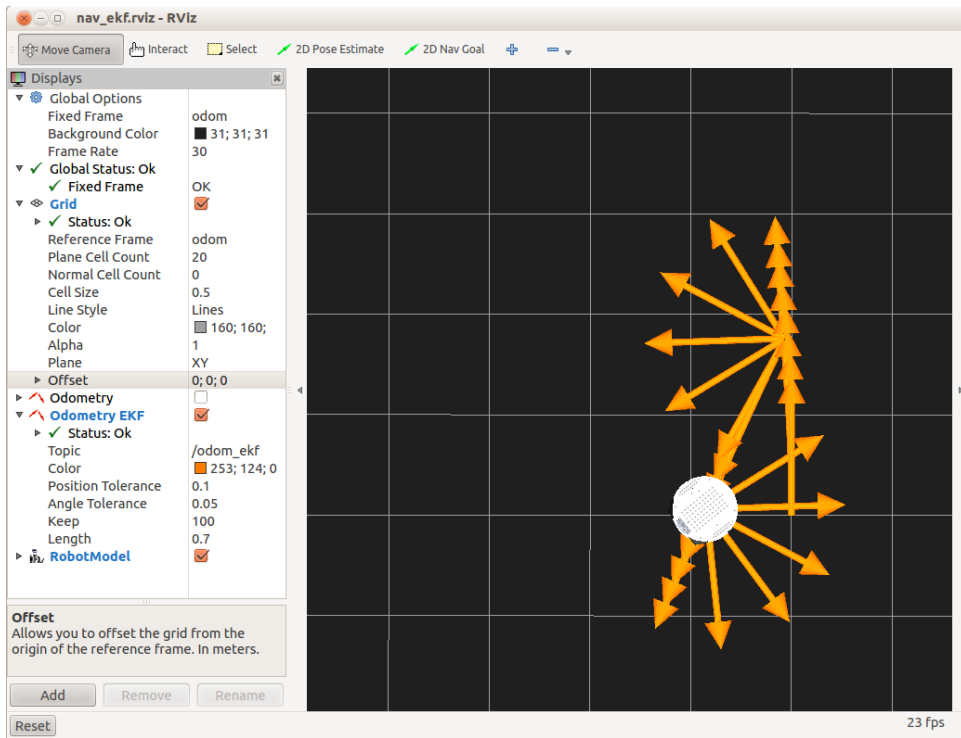 nav_ekf.rviz - RViz
Move Camera Interact Select 2D Pose Estimate 2D Nav Goal
Displays
Global Options
Fixed Frame odom
Background Color 31; 31; 31
Frame Rate 30
Global Status: Ok
Fixed Frame OK
Grid
Status: Ok
Reference Frame odom
Plane Cell Count 20
Normal Cell Count 0
Cell Size 0.5
Line Style Lines
Color 160; 160;
Alpha 1
Plane XY
Offset 0; 0; 0
Odometry
Odometry EKF
Status: Ok
Topic /odom_ekf
Color 253; 124; 0
Position Tolerance 0.1
Angle Tolerance 0.05
Keep 100
Length 0.7
RobotModel
Offset
Allows you to offset the grid from the
origin of the reference frame. In meters.
Add Remove Rename
Reset 23 fps